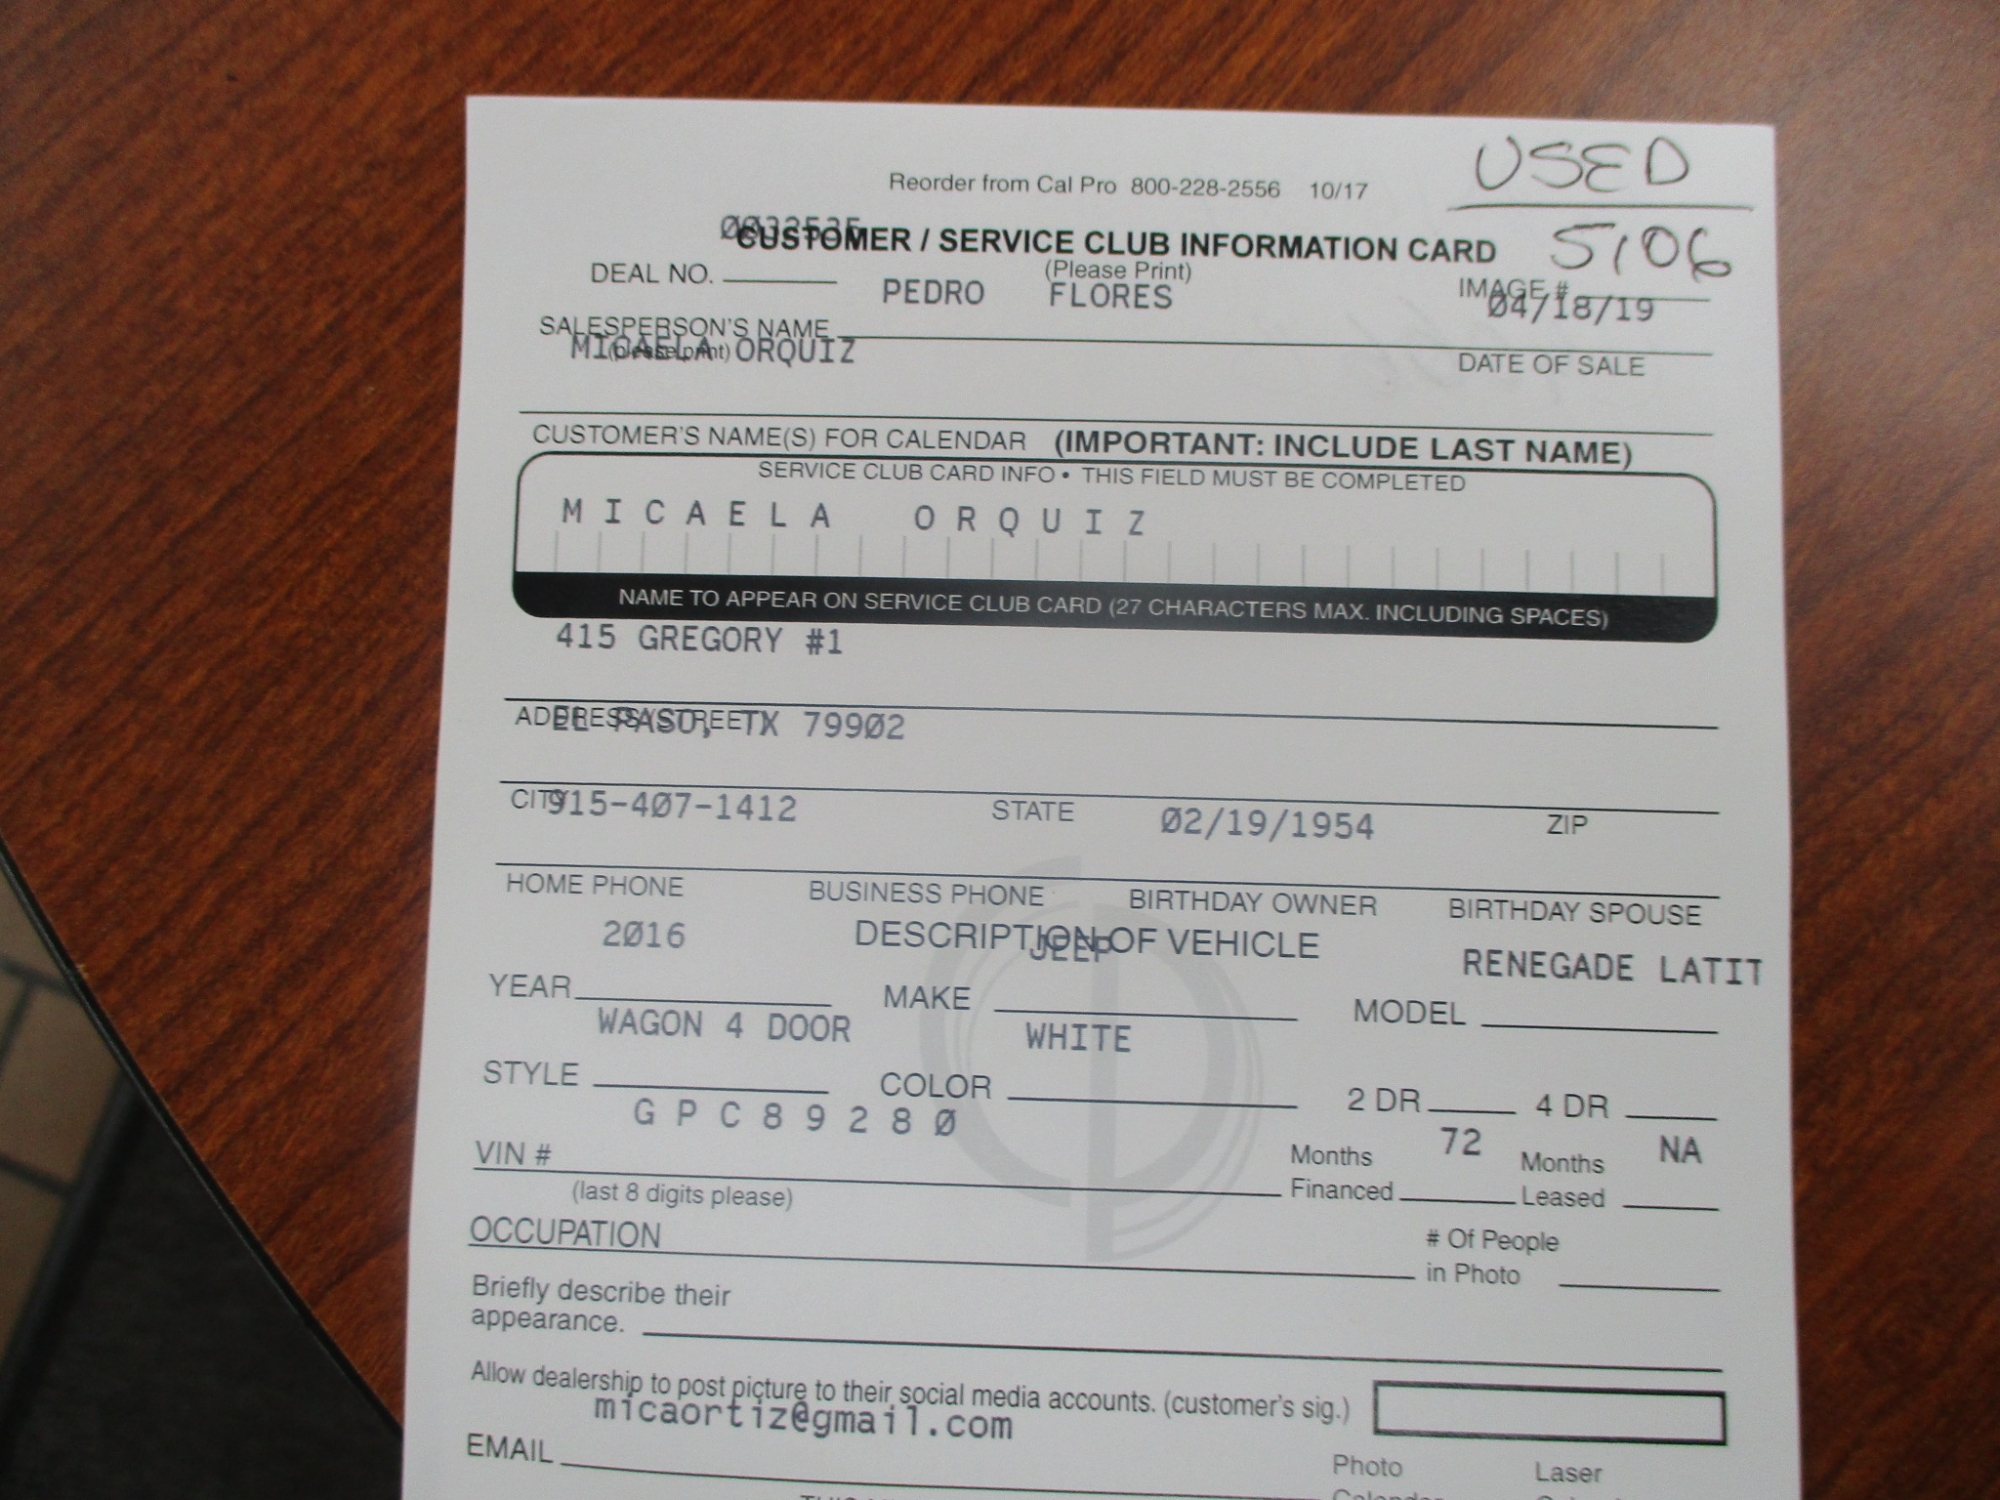 USED
Reorder from Cal Pro 800-228-2556 10/17
CUSTOMER / SERVICE CLUB INFORMATION CARD 5106
(Please Print)
DEAL NO. IMAGE #
PEDRO FLORES 04/18/19
SALESPERSON'S NAME
(please print)
MICAELA ORQUIZ
DATE OF SALE
CUSTOMER'S NAME(S) FOR CALENDAR (IMPORTANT: INCLUDE LAST NAME)
SERVICE CLUB CARD INFO • THIS FIELD MUST BE COMPLETED
MICAELA ORQUIZ
NAME TO APPEAR ON SERVICE CLUB CARD (27 CHARACTERS MAX. INCLUDING SPACES)
415 GREGORY #1
ADDRESS/STREET
EL PASO, TX 79902
CITY STATE ZIP
915-407-1412 02/19/1954
HOME PHONE BUSINESS PHONE BIRTHDAY OWNER BIRTHDAY SPOUSE
DESCRIPTION OF VEHICLE
2016 JEEP RENEGADE LATIT
YEAR MAKE MODEL
WAGON 4 DOOR WHITE
STYLE COLOR 2 DR 4 DR
GPC89280
VIN # Months Financed 72 Months Leased NA
(last 8 digits please)
OCCUPATION # Of People in Photo
Briefly describe their
appearance.
Allow dealership to post picture to their social media accounts. (customer's sig.)
micaortiz@gmail.com
EMAIL Photo Laser